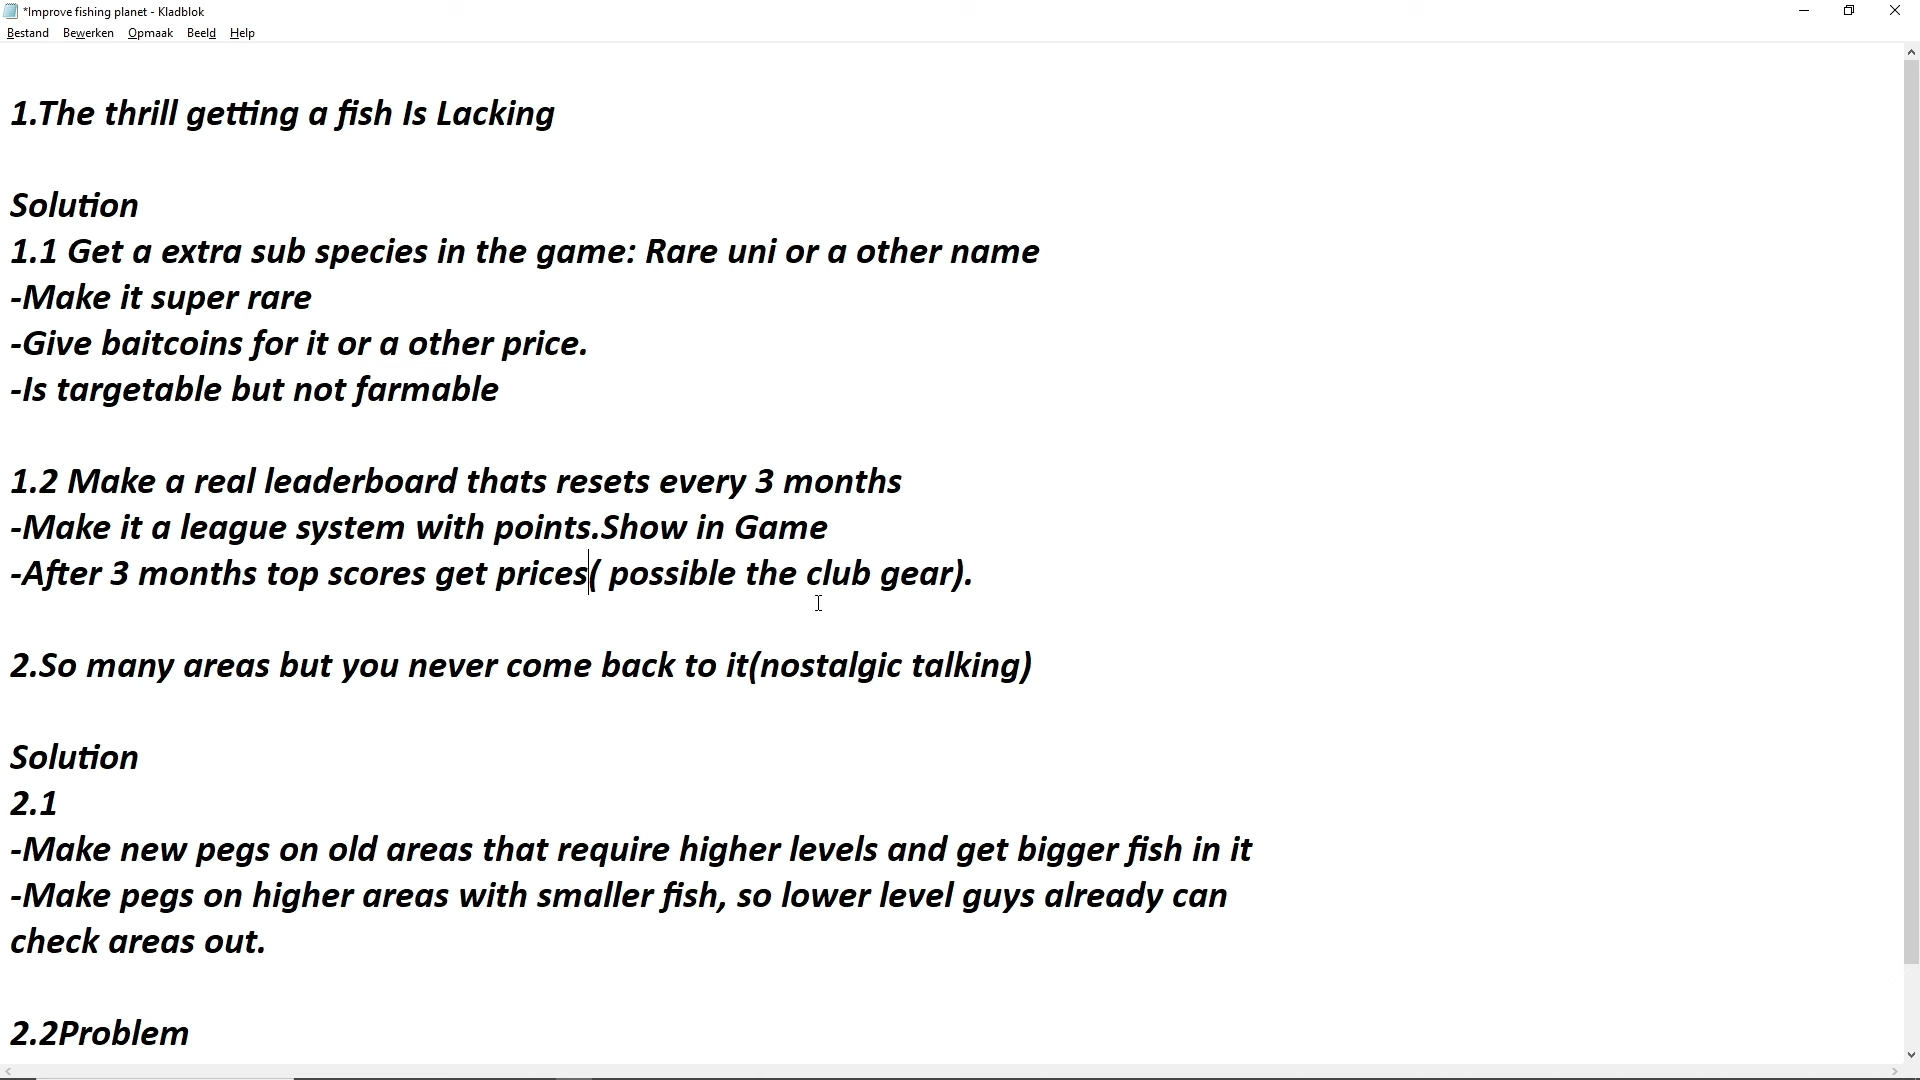 *Improve fishing planet - Kladblok
Bestand Bewerken Opmaak Beeld Help
1.The thrill getting a fish Is Lacking
Solution
1.1 Get a extra sub species in the game: Rare uni or a other name
-Make it super rare
-Give baitcoins for it or a other price.
-Is targetable but not farmable
1.2 Make a real leaderboard thats resets every 3 months
-Make it a league system with points.Show in Game
-After 3 months top scores get prices( possible the club gear).
2.So many areas but you never come back to it(nostalgic talking)
Solution
2.1
-Make new pegs on old areas that require higher levels and get bigger fish in it
-Make pegs on higher areas with smaller fish, so lower level guys already can
check areas out.
2.2Problem